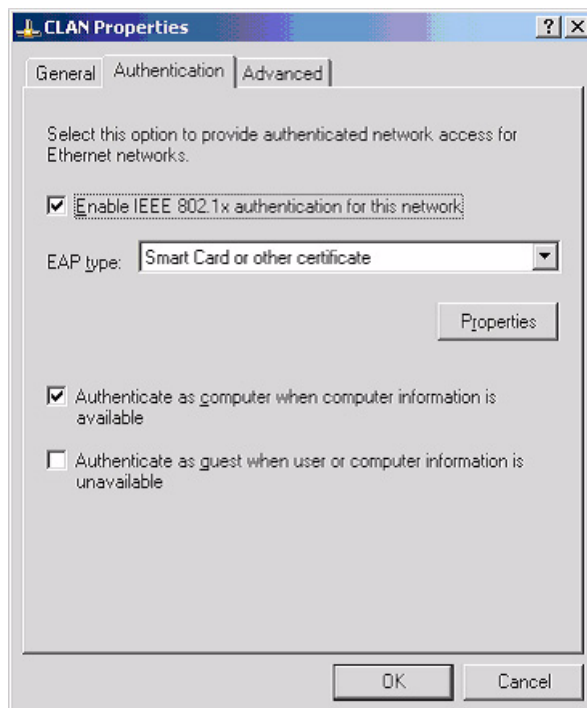 CLAN Properties
General Authentication Advanced
Select this option to provide authenticated network access for
Ethernet networks.
Enable IEEE 802.1x authentication for this network
EAP type: Smart Card or other certificate
Properties
Authenticate as computer when computer information is
available
Authenticate as guest when user or computer information is
unavailable
OK Cancel